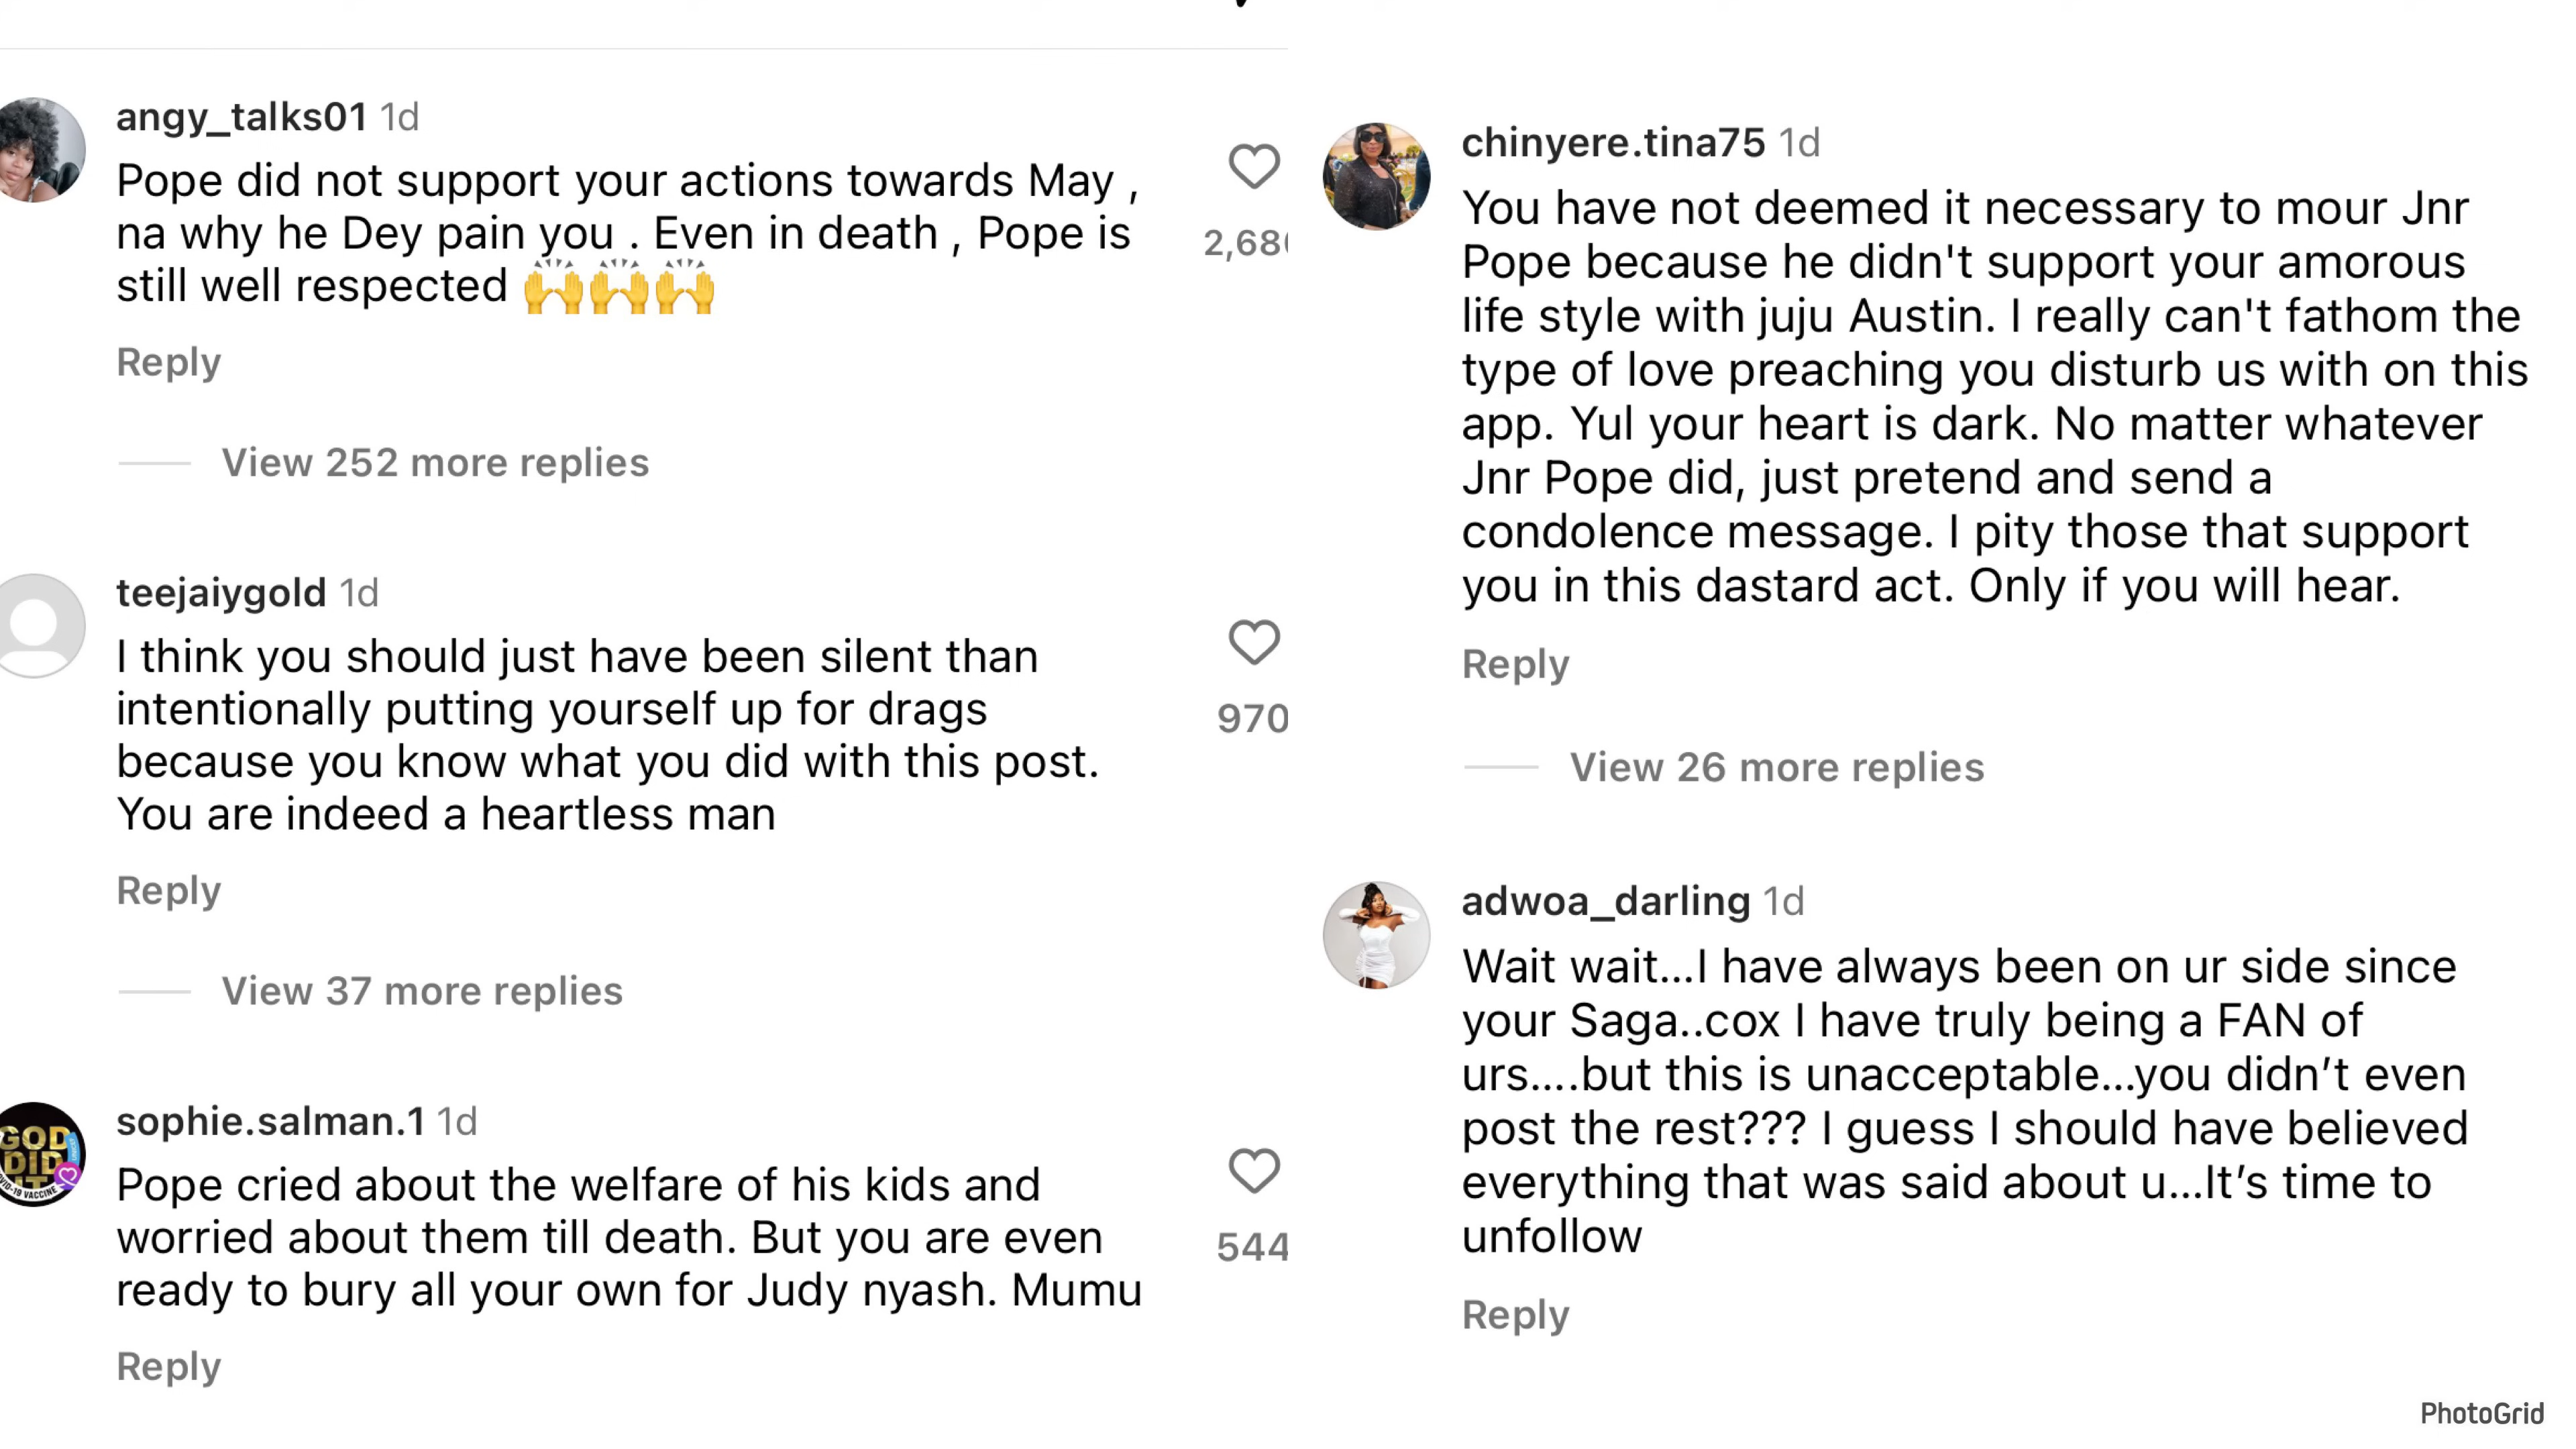 angy_talks01 1d
Pope did not support your actions towards May ,
na why he Dey pain you . Even in death , Pope is
still well respected 🙌🙌🙌
Reply
View 252 more replies
teejaiygold 1d
I think you should just have been silent than
intentionally putting yourself up for drags
because you know what you did with this post.
You are indeed a heartless man
970
Reply
View 37 more replies
GOD
DID
IT
VACCINE
sophie.salman.1 1d
Pope cried about the welfare of his kids and
worried about them till death. But you are even
ready to bury all your own for Judy nyash. Mumu
544
Reply
chinyere.tina75 1d
You have not deemed it necessary to mour Jnr
Pope because he didn't support your amorous
life style with juju Austin. I really can't fathom the
type of love preaching you disturb us with on this
app. Yul your heart is dark. No matter whatever
Jnr Pope did, just pretend and send a
condolence message. I pity those that support
you in this dastard act. Only if you will hear.
Reply
View 26 more replies
adwoa_darling 1d
Wait wait...I have always been on ur side since
your Saga..cox I have truly being a FAN of
urs....but this is unacceptable...you didn't even
post the rest??? I guess I should have believed
everything that was said about u...It's time to
unfollow
Reply
PhotoGrid